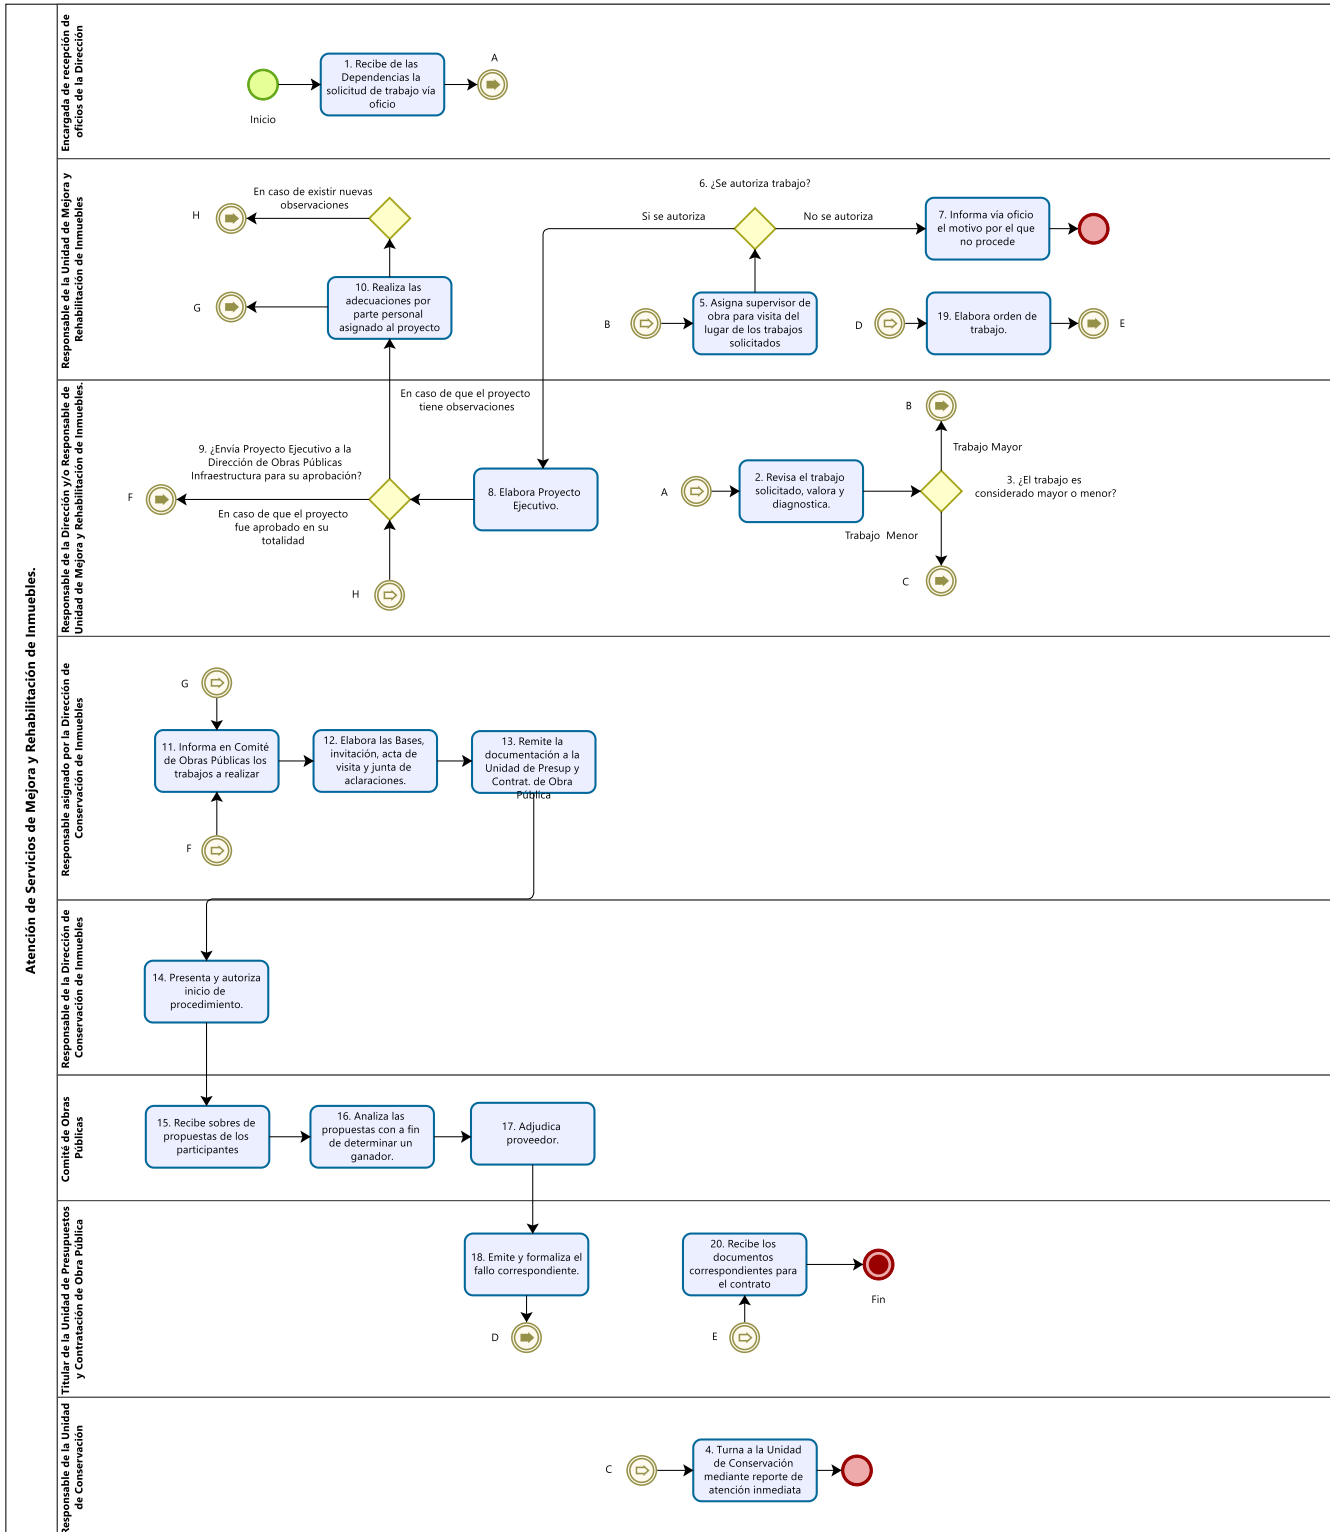 Atención de Servicios de Mejora y Rehabilitación de Inmuebles.
Encargada de recepción de
oficios de la Dirección
Inicio
1. Recibe de las
Dependencias la
solicitud de trabajo vía
oficio
A
Responsable de la Unidad de Mejora y
Rehabilitación de Inmuebles
En caso de existir nuevas
observaciones
H
G
10. Realiza las
adecuaciones por
parte personal
asignado al proyecto
6. ¿Se autoriza trabajo?
Si se autoriza
No se autoriza
7. Informa vía oficio
el motivo por el que
no procede
B
5. Asigna supervisor de
obra para visita del
lugar de los trabajos
solicitados
D
19. Elabora orden de
trabajo.
E
Responsable de la Dirección y/o Responsable de
Unidad de Mejora y Rehabilitación de Inmuebles.
En caso de que el proyecto
tiene observaciones
9. ¿Envía Proyecto Ejecutivo a la
Dirección de Obras Públicas
Infraestructura para su aprobación?
F
En caso de que el proyecto
fue aprobado en su
totalidad
8. Elabora Proyecto
Ejecutivo.
H
A
2. Revisa el trabajo
solicitado, valora y
diagnostica.
B
Trabajo Mayor
3. ¿El trabajo es
considerado mayor o menor?
Trabajo  Menor
C
Responsable asignado por la Dirección de
Conservación de Inmuebles
G
11. Informa en Comité
de Obras Públicas los
trabajos a realizar
12. Elabora las Bases,
invitación, acta de
visita y junta de
aclaraciones.
13. Remite la
documentación a la
Unidad de Presup y
Contrat. de Obra
Pública
F
Responsable de la Dirección de
Conservación de Inmuebles
14. Presenta y autoriza
inicio de
procedimiento.
Comité de Obras
Públicas
15. Recibe sobres de
propuestas de los
participantes
16. Analiza las
propuestas con a fin
de determinar un
ganador.
17. Adjudica
proveedor.
Titular de la Unidad de Presupuestos
y Contratación de Obra Pública
18. Emite y formaliza el
fallo correspondiente.
D
20. Recibe los
documentos
correspondientes para
el contrato
E
Fin
Responsable de la Unidad
de Conservación
C
4. Turna a la Unidad
de Conservación
mediante reporte de
atención inmediata